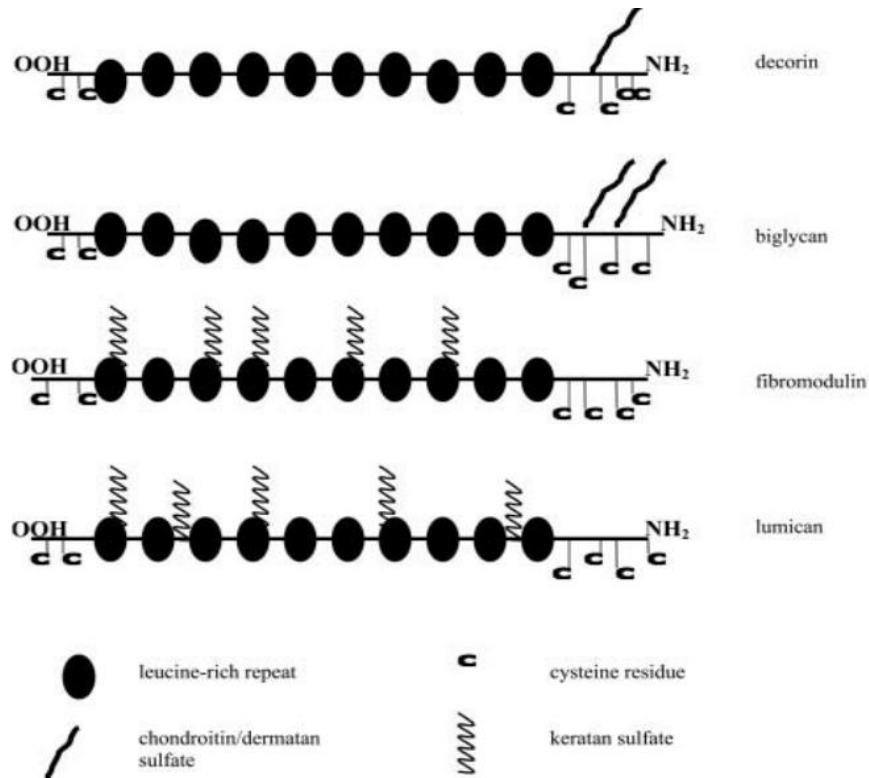 OOH NH₂ decorin
C C C C C C
OOH NH₂ biglycan
C C C C C C
OOH NH₂ fibromodulin
C C C C C C
OOH NH₂ lumican
C C C C C C
leucine-rich repeat C cysteine residue
chondroitin/dermatan keratan sulfate
sulfate